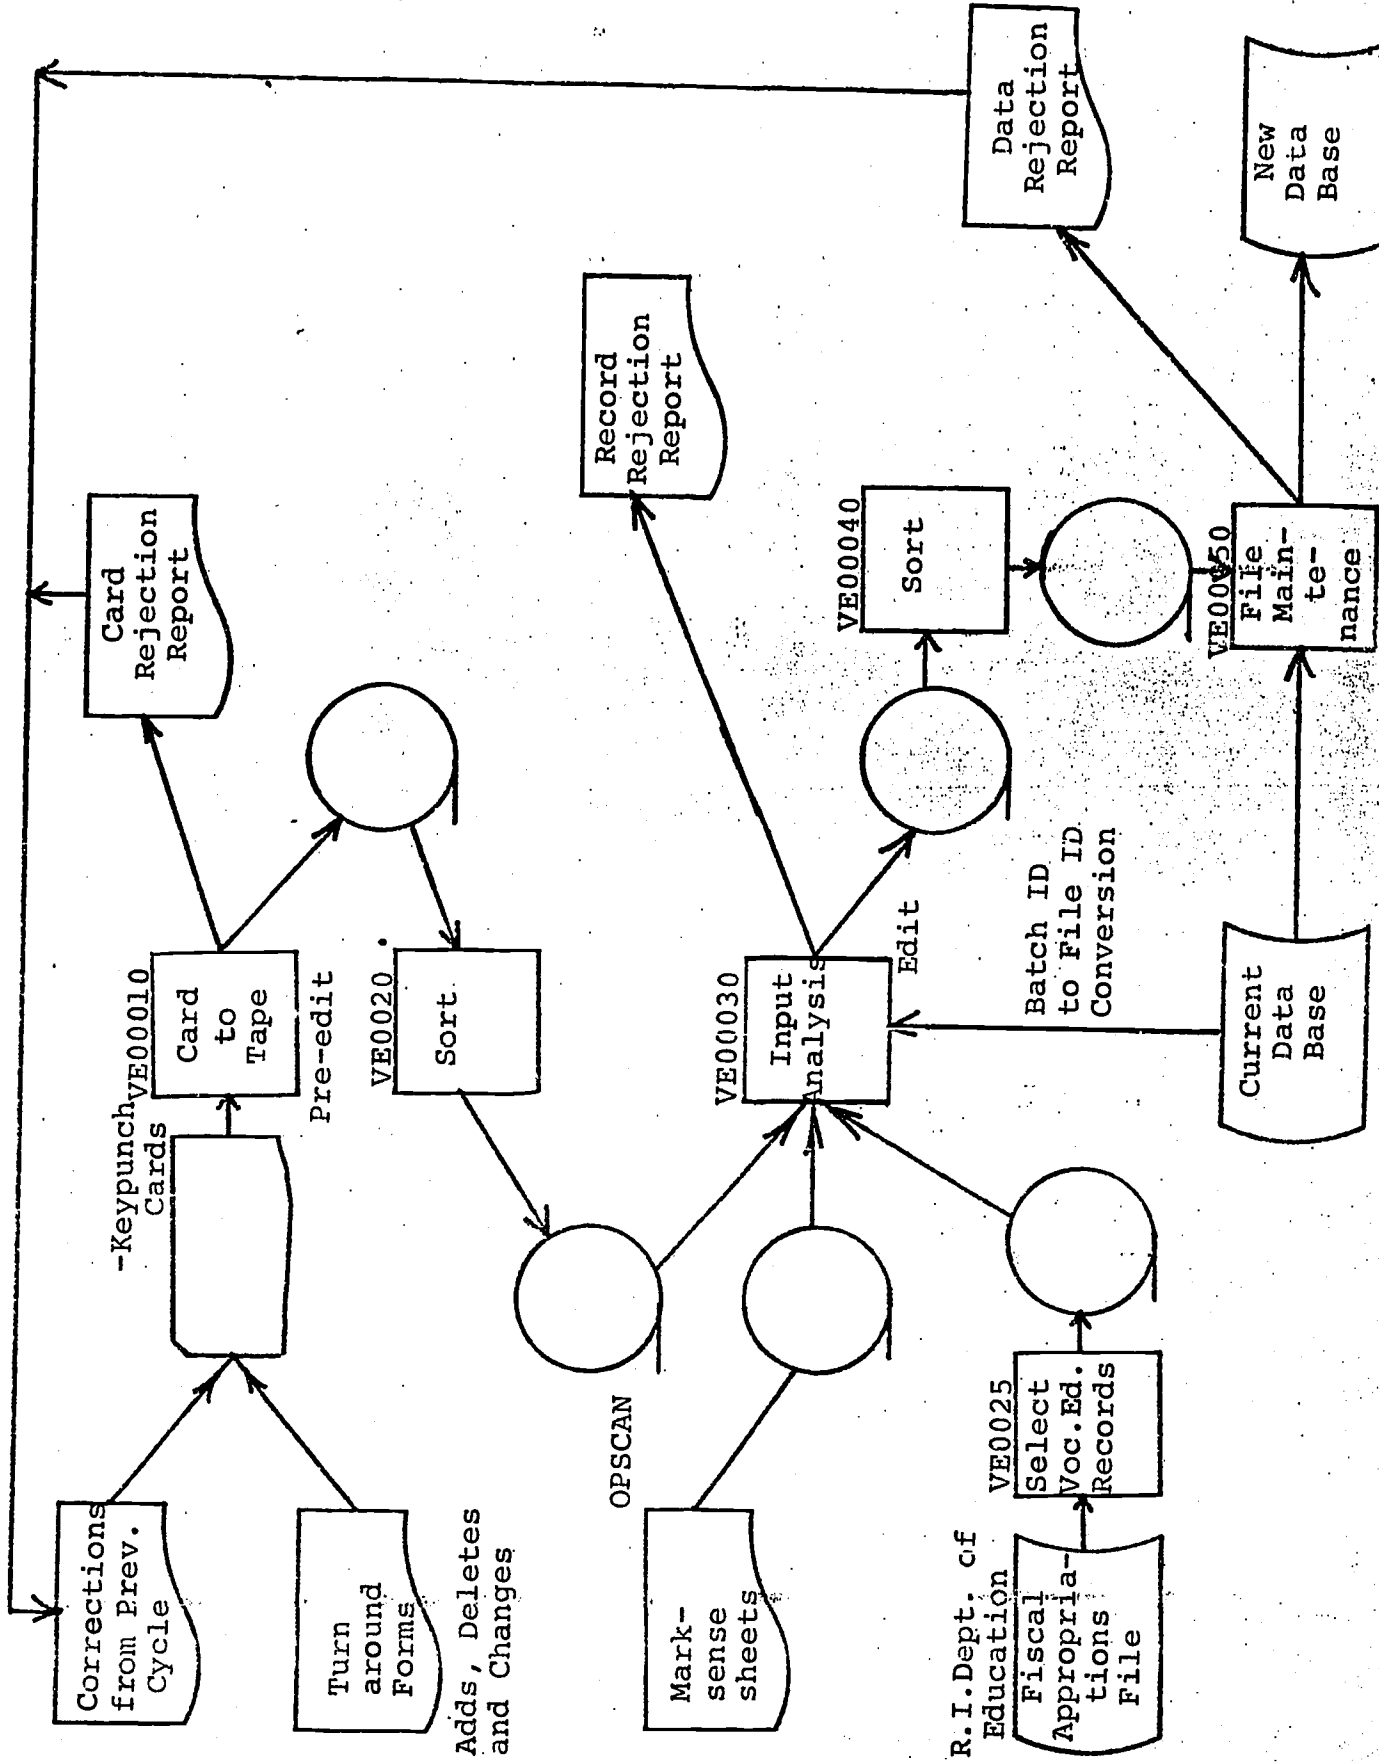 Corrections
from Prev.
Cycle
Turn
around
Forms
Adds, Deletes
and Changes
-Keypunch
Cards
VE00010
Card
to
Tape
Pre-edit
Card
Rejection
Report
VE0020
Sort
OPSCAN
Mark-
sense
sheets
R.I.Dept. of
Education
Fiscal
Appropria-
tions
File
VE0025
Select
Voc.Ed.
Records
VE00030
Input
Analysis
Edit
Record
Rejection
Report
Batch ID
to File ID
Conversion
Current
Data
Base
VE00040
Sort
VE00050
File
Main-
te-
nance
Data
Rejection
Report
New
Data
Base